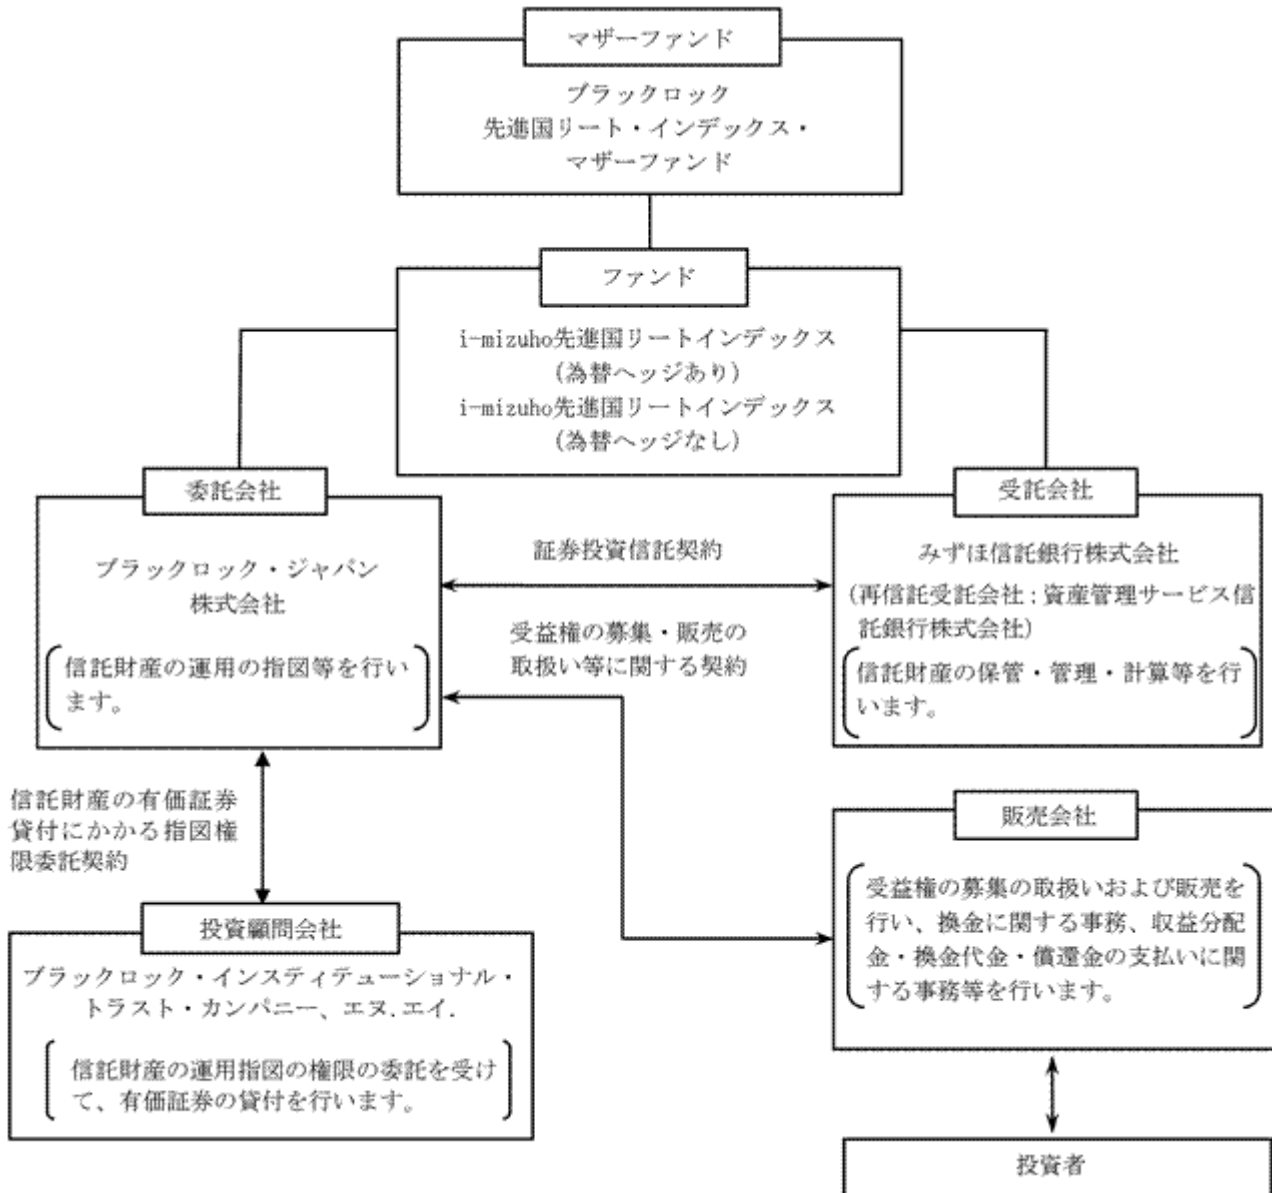 マザーファンド
ブラックロック
先進国リート・インデックス・
マザーファンド
ファンド
i-mizuho先進国リートインデックス
(為替ヘッジあり)
i-mizuho先進国リートインデックス
(為替ヘッジなし)
委託会社
ブラックロック・ジャパン
株式会社
信託財産の運用の指図等を行い
ます。
証券投資信託契約
受益権の募集・販売の
取扱い等に関する契約
受託会社
みずほ信託銀行株式会社
(再信託受託会社:資産管理サービス信
託銀行株式会社)
信託財産の保管・管理・計算等を行
います。
信託財産の有価証券
貸付にかかる指図権
限委託契約
投資顧問会社
ブラックロック・インスティテューショナル・
トラスト・カンパニー、エヌ.エイ.
信託財産の運用指図の権限の委託を受け
て、有価証券の貸付を行います。
販売会社
受益権の募集の取扱いおよび販売を
行い、換金に関する事務、収益分配
金・換金代金・償還金の支払いに関
する事務等を行います。
投資者